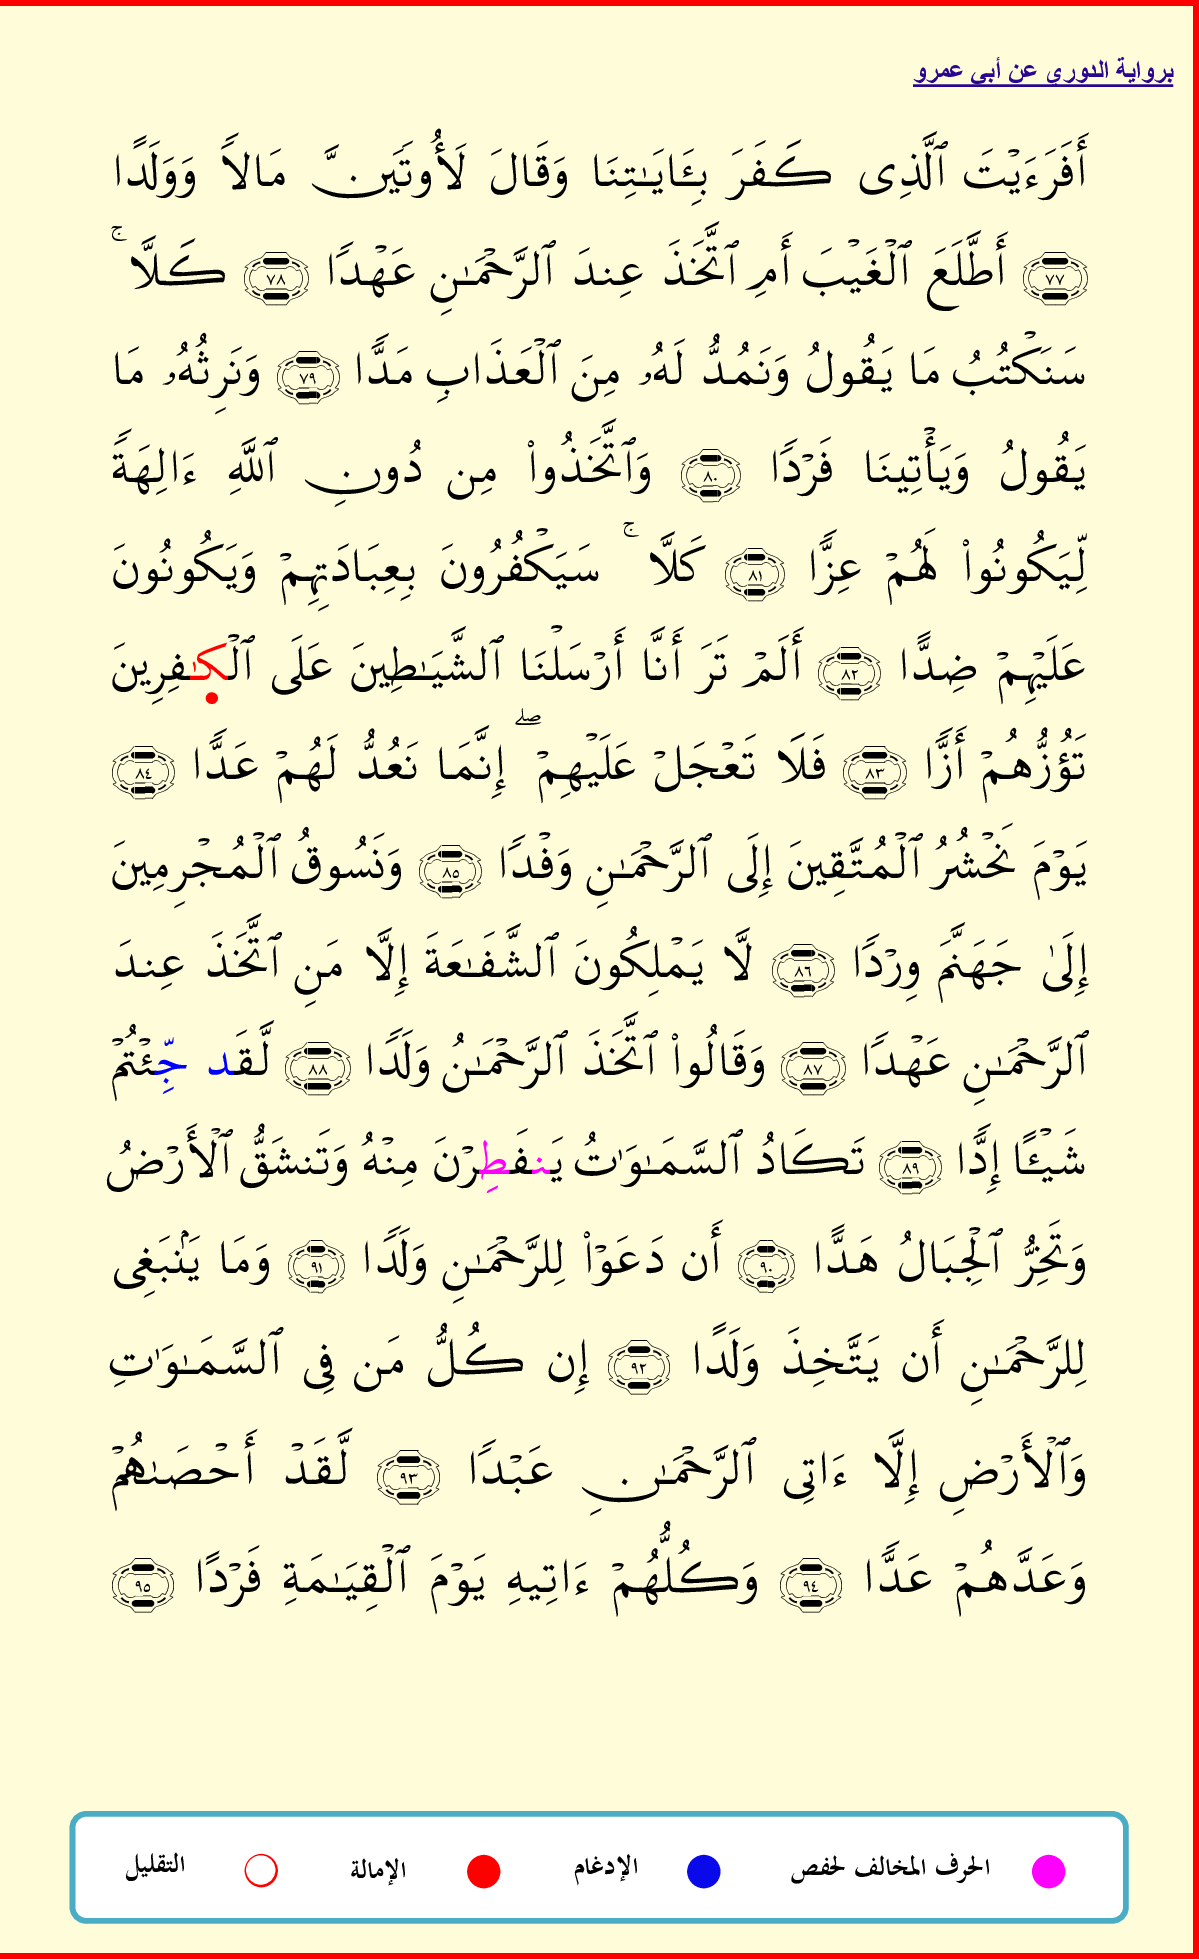 برواية الدوري عن أبي عمرو
أَفَرَءَيْتَ ٱلَّذِى كَفَرَ بِـَٔايَـٰتِنَا وَقَالَ لَأُوتَيَنَّ مَالًا وَوَلَدًا
٧٧ أَطَّلَعَ ٱلْغَيْبَ أَمِ ٱتَّخَذَ عِندَ ٱلرَّحْمَـٰنِ عَهْدًا ٧٨ كَلَّا ۚ
سَنَكْتُبُ مَا يَقُولُ وَنَمُدُّ لَهُۥ مِنَ ٱلْعَذَابِ مَدًّا ٧٩ وَنَرِثُهُۥ مَا
يَقُولُ وَيَأْتِينَا فَرْدًا ٨٠ وَٱتَّخَذُوا۟ مِن دُونِ ٱللَّهِ ءَالِهَةً
لِّيَكُونُوا۟ لَهُمْ عِزًّا ٨١ كَلَّا ۚ سَيَكْفُرُونَ بِعِبَادَتِهِمْ وَيَكُونُونَ
عَلَيْهِمْ ضِدًّا ٨٢ أَلَمْ تَرَ أَنَّا أَرْسَلْنَا ٱلشَّيَـٰطِينَ عَلَى ٱلْكَـٰفِرِينَ
تَؤُزُّهُمْ أَزًّا ٨٣ فَلَا تَعْجَلْ عَلَيْهِمْ ۖ إِنَّمَا نَعُدُّ لَهُمْ عَدًّا ٨٤
يَوْمَ نَحْشُرُ ٱلْمُتَّقِينَ إِلَى ٱلرَّحْمَـٰنِ وَفْدًا ٨٥ وَنَسُوقُ ٱلْمُجْرِمِينَ
إِلَىٰ جَهَنَّمَ وِرْدًا ٨٦ لَّا يَمْلِكُونَ ٱلشَّفَـٰعَةَ إِلَّا مَنِ ٱتَّخَذَ عِندَ
ٱلرَّحْمَـٰنِ عَهْدًا ٨٧ وَقَالُوا۟ ٱتَّخَذَ ٱلرَّحْمَـٰنُ وَلَدًا ٨٨ لَّقَد جِّئْتُمْ
شَيْـًٔا إِدًّا ٨٩ تَكَادُ ٱلسَّمَـٰوَٰتُ يَنفَطِرْنَ مِنْهُ وَتَنشَقُّ ٱلْأَرْضُ
وَتَخِرُّ ٱلْجِبَالُ هَدًّا ٩٠ أَن دَعَوْا۟ لِلرَّحْمَـٰنِ وَلَدًا ٩١ وَمَا يَنۢبَغِى
لِلرَّحْمَـٰنِ أَن يَتَّخِذَ وَلَدًا ٩٢ إِن كُلُّ مَن فِى ٱلسَّمَـٰوَٰتِ
وَٱلْأَرْضِ إِلَّا ءَاتِى ٱلرَّحْمَـٰنِ عَبْدًا ٩٣ لَّقَدْ أَحْصَىٰهُمْ
وَعَدَّهُمْ عَدًّا ٩٤ وَكُلُّهُمْ ءَاتِيهِ يَوْمَ ٱلْقِيَـٰمَةِ فَرْدًا ٩٥
الحرف المخالف لحفص الإدغام الإمالة التقليل